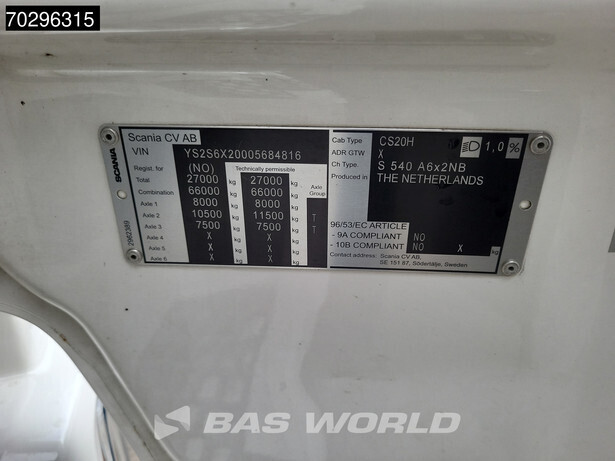 70296315
Scania CV AB
VIN YS2S6X20005684816
Regist. for (NO) Technically permissible
Total 27000 kg 27000 kg Axle Group
Combination 66000 kg 66000 kg
Axle 1 8000 kg 8000 kg
Axle 2 10500 kg 11500 kg T
Axle 3 7500 kg 7500 kg T
Axle 4 X kg X kg
Axle 5 X kg X kg
Axle 6 X kg X kg
SCANIA
2982389
Cab Type CS20H 1,0%
ADR GTW X
Ch Type. S 540 A6x2NB
Produced in THE NETHERLANDS
96/53/EC ARTICLE
- 9A COMPLIANT NO
- 10B COMPLIANT NO X kg
Contact address: Scania CV AB,
SE 151 87, Södertälje, Sweden
BAS WORLD